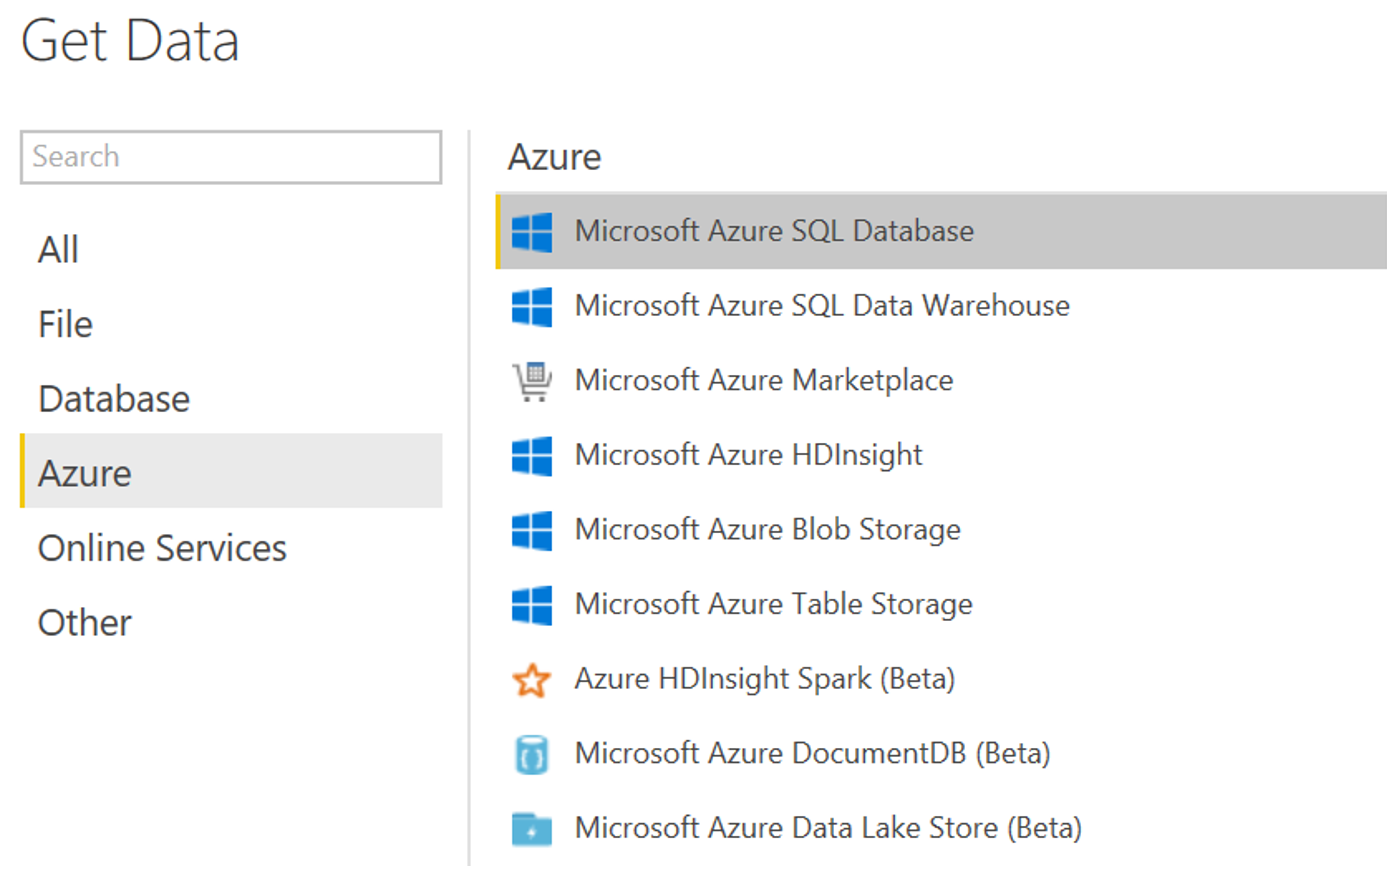 Get Data
Search
All
File
Database
Azure
Online Services
Other
Azure
Microsoft Azure SQL Database
Microsoft Azure SQL Data Warehouse
Microsoft Azure Marketplace
Microsoft Azure HDInsight
Microsoft Azure Blob Storage
Microsoft Azure Table Storage
Azure HDInsight Spark (Beta)
Microsoft Azure DocumentDB (Beta)
Microsoft Azure Data Lake Store (Beta)